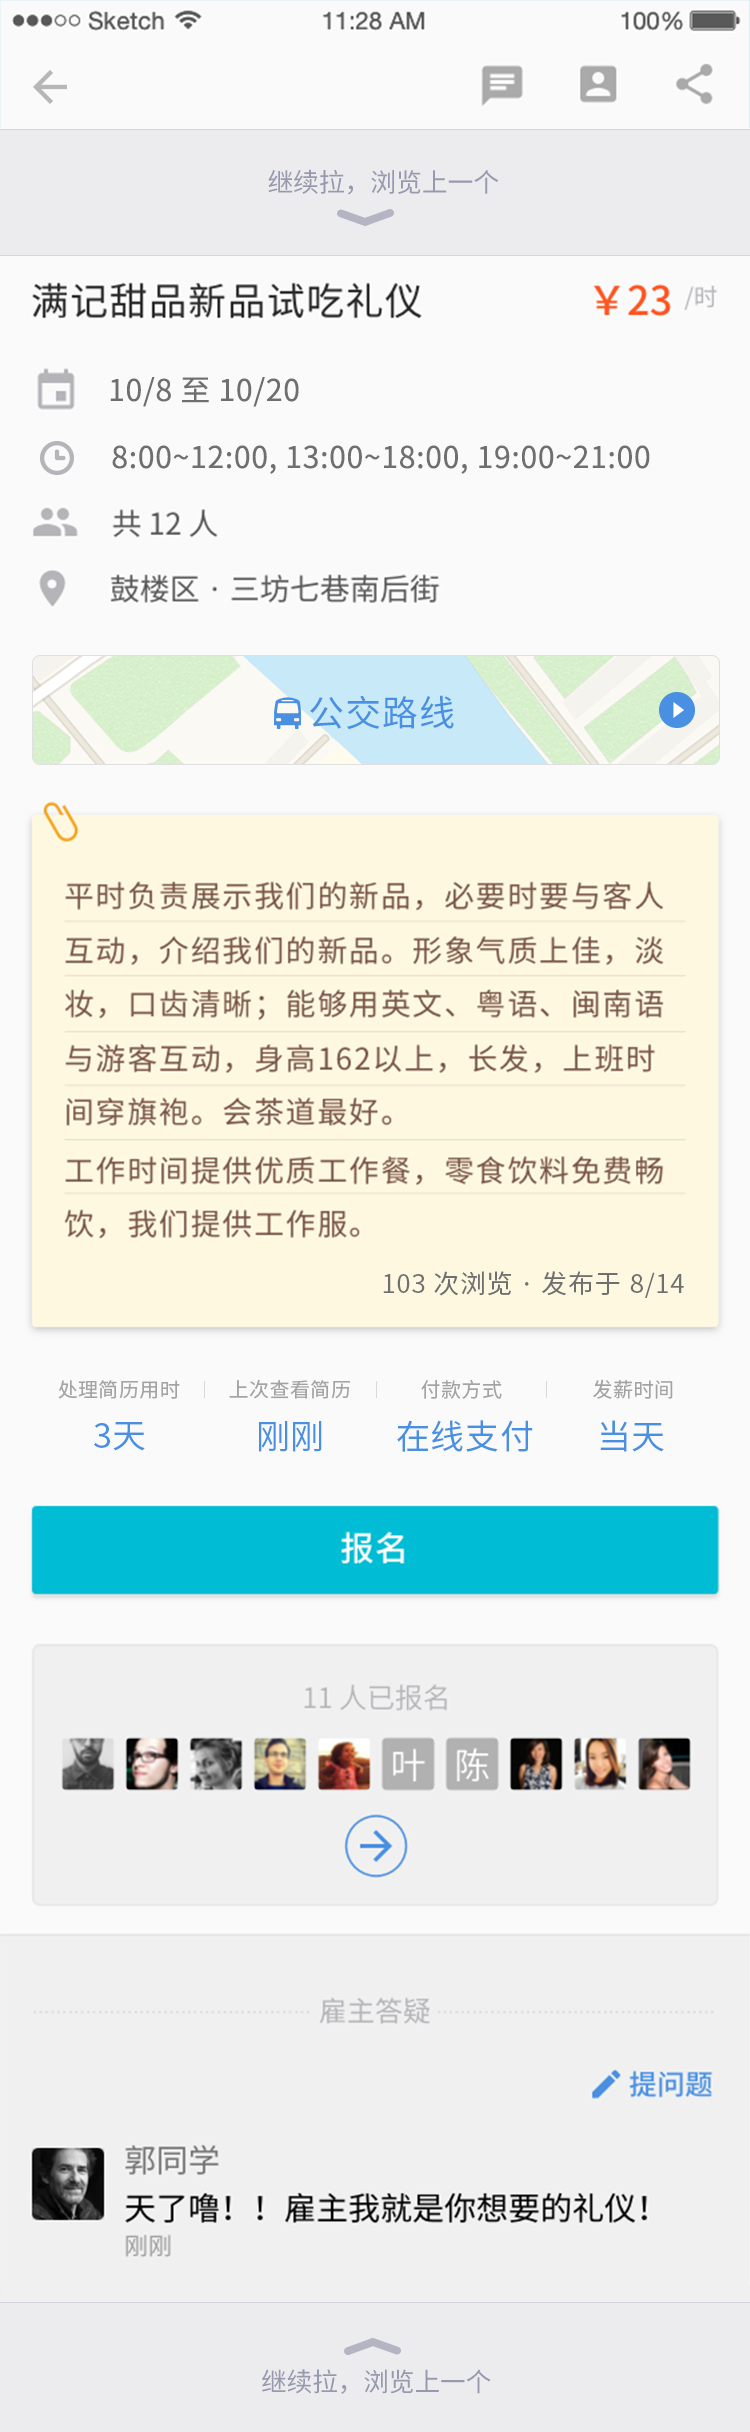 Sketch 11:28 AM 100%
继续拉，浏览上一个
满记甜品新品试吃礼仪 ￥23 /时
10/8 至 10/20
8:00~12:00, 13:00~18:00, 19:00~21:00
共 12 人
鼓楼区 · 三坊七巷南后街
公交路线
平时负责展示我们的新品，必要时要与客人
互动，介绍我们的新品。形象气质上佳，淡
妆，口齿清晰；能够用英文、粤语、闽南语
与游客互动，身高162以上，长发，上班时
间穿旗袍。会茶道最好。
工作时间提供优质工作餐，零食饮料免费畅
饮，我们提供工作服。
103 次浏览 · 发布于 8/14
处理简历用时 上次查看简历 付款方式 发薪时间
3天 刚刚 在线支付 当天
报名
11 人已报名
叶 陈
雇主答疑
提问题
郭同学
天了噜！！雇主我就是你想要的礼仪！
刚刚
继续拉，浏览上一个